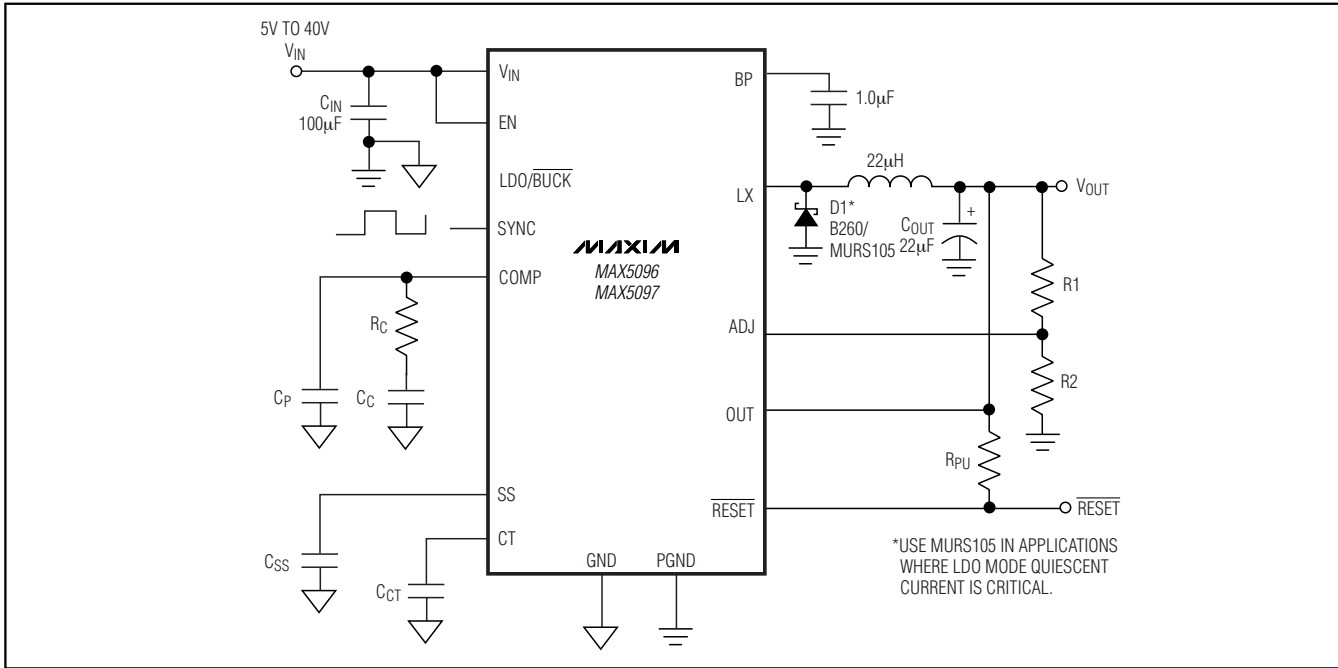 5V TO 40V
VIN
CIN
100µF
VIN
EN
LDO/BUCK
SYNC
COMP
RC
CP
CC
SS
CT
CSS
CCT
GND
PGND
MAXIM
MAX5096
MAX5097
BP
1.0µF
22µH
LX
VOUT
D1*
B260/
MURS105
COUT
22µF
+
R1
ADJ
R2
OUT
RPU
RESET
RESET
*USE MURS105 IN APPLICATIONS
WHERE LDO MODE QUIESCENT
CURRENT IS CRITICAL.